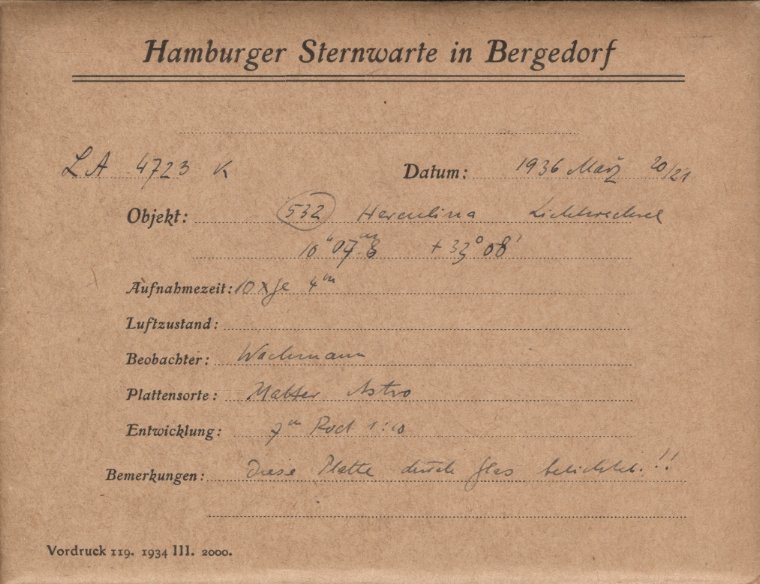 Hamburger Sternwarte in Bergedorf
LA 4723 K Datum: 1936 März 20/21
Objekt: (532) Herculina Lichtwechsel
10ʰ 07ᵐ.8 +33° 08'
Aufnahmezeit: 10 x je 4ᵐ
Luftzustand:
Beobachter: Wachmann
Plattensorte: Astro
Entwicklung: 7ᵐ Rod 1:10
Bemerkungen: Diese Platte durch Glas belichtet.!!
Vordruck 119. 1934 III. 2000.